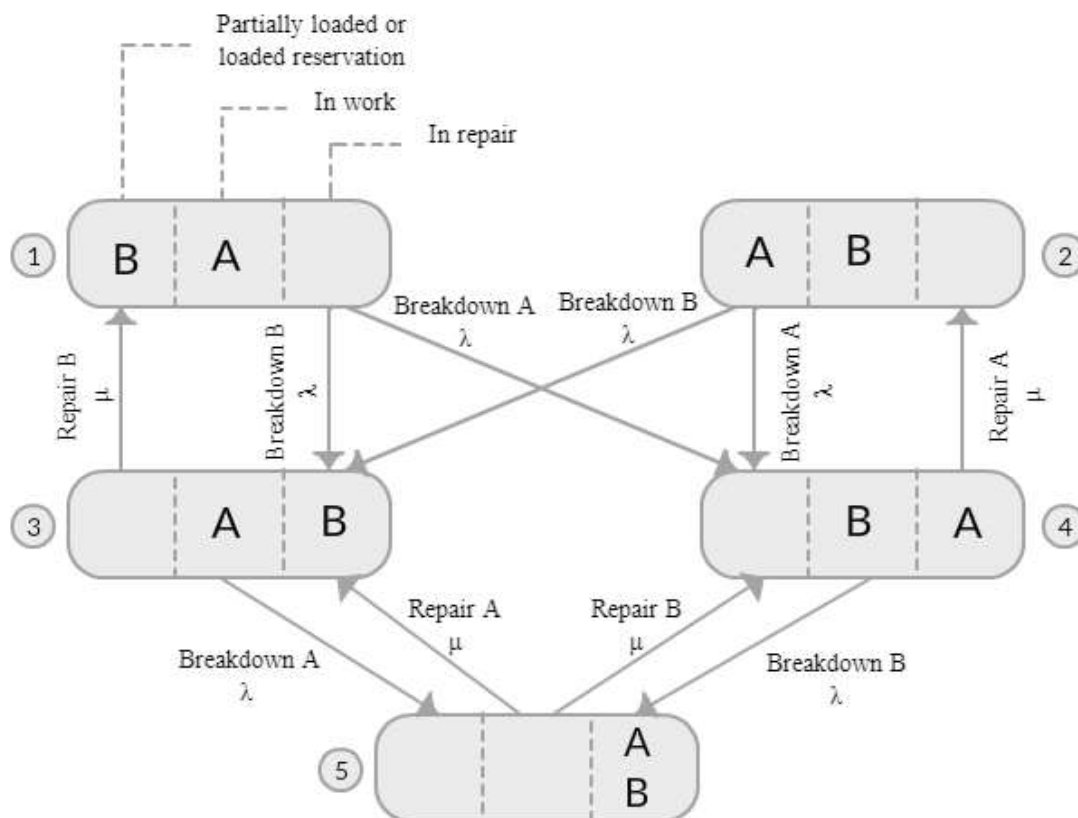 Partially loaded or
loaded reservation
In work
In repair
1
B
A
A
B
2
Breakdown A
λ
Breakdown B
λ
Repair B
μ
Breakdown B
λ
Breakdown A
λ
Repair A
μ
3
A
B
B
A
4
Repair A
μ
Repair B
μ
Breakdown A
λ
Breakdown B
λ
5
A
B